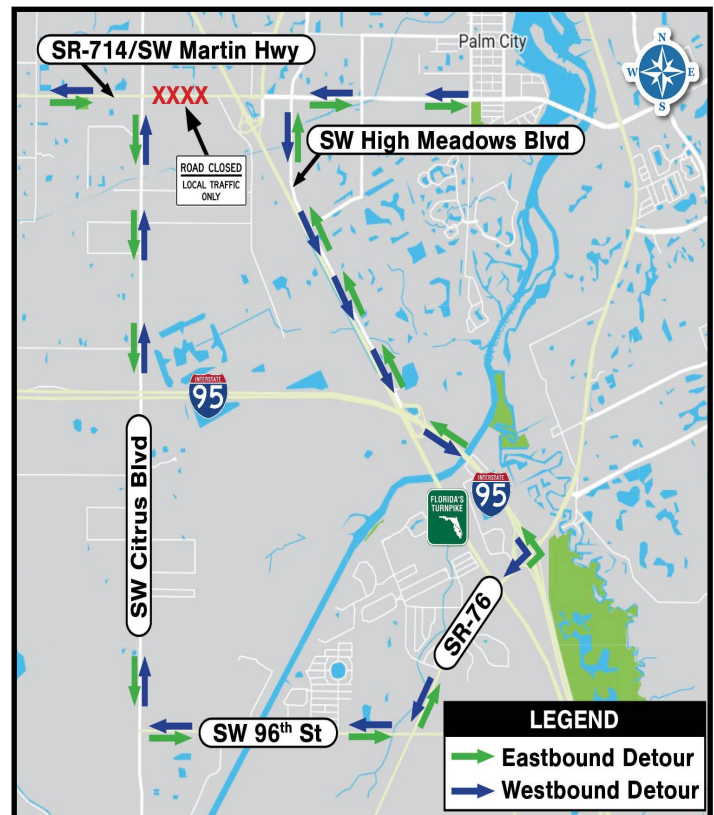 SR-714/SW Martin Hwy
Palm City
N
W
E
S
XXXX
ROAD CLOSED
LOCAL TRAFFIC
ONLY
SW High Meadows Blvd
INTERSTATE
95
SW Citrus Blvd
INTERSTATE
95
FLORIDA'S
TURNPIKE
SR-76
SW 96th St
LEGEND
Eastbound Detour
Westbound Detour